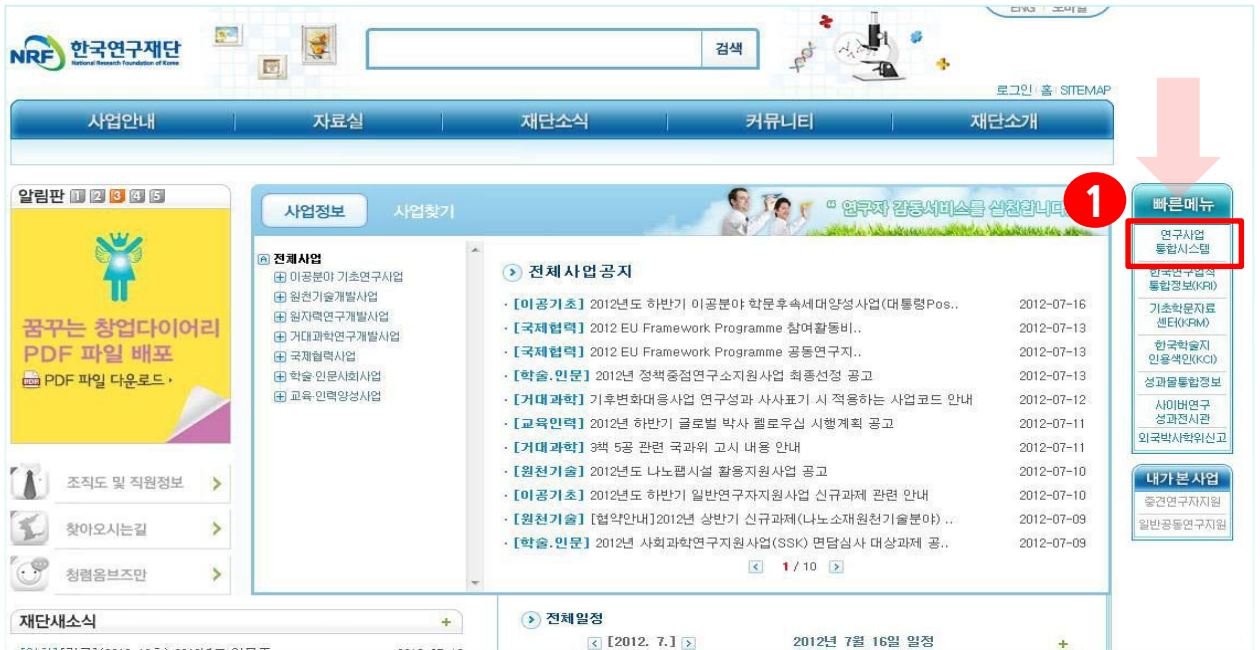 ENG 모바일
NRF 한국연구재단
National Research Foundation of Korea
검색
로그인 홈 SITEMAP
사업안내 자료실 재단소식 커뮤니티 재단소개
알림판 1 2 3 4 5
꿈꾸는 창업다이어리
PDF 파일 배포
PDF 파일 다운로드
조직도 및 직원정보
찾아오시는길
청렴옴브즈만
사업정보 사업찾기
“ 연구자 감동서비스를 실천합니다
전체사업
이공분야 기초연구사업
원천기술개발사업
원자력연구개발사업
거대과학연구개발사업
국제협력사업
학술·인문사회사업
교육·인력양성사업
전체사업공지
· [이공기초] 2012년도 하반기 이공분야 학문후속세대양성사업(대통령Pos.. 2012-07-16
· [국제협력] 2012 EU Framework Programme 참여활동비.. 2012-07-13
· [국제협력] 2012 EU Framework Programme 공동연구지.. 2012-07-13
· [학술.인문] 2012년 정책중점연구소지원사업 최종선정 공고 2012-07-13
· [거대과학] 기후변화대응사업 연구성과 사사표기 시 적용하는 사업코드 안내 2012-07-12
· [교육인력] 2012년 하반기 글로벌 박사 펠로우십 시행계획 공고 2012-07-11
· [거대과학] 3책 5공 관련 국과위 고시 내용 안내 2012-07-11
· [원천기술] 2012년도 나노팹시설 활용지원사업 공고 2012-07-10
· [이공기초] 2012년도 하반기 일반연구자지원사업 신규과제 관련 안내 2012-07-10
· [원천기술] [협약안내]2012년 상반기 신규과제(나노소재원천기술분야) .. 2012-07-09
· [학술.인문] 2012년 사회과학연구지원사업(SSK) 면담심사 대상과제 공.. 2012-07-09
< 1 / 10 >
1
빠른메뉴
연구사업
통합시스템
한국연구업적
통합정보(KRI)
기초학문자료
센터(KRM)
한국학술지
인용색인(KCI)
성과물통합정보
사이버연구
성과전시관
외국박사학위신고
내가 본 사업
중견연구자지원
일반공동연구지원
재단새소식 +
전체일정
< [2012. 7.] > 2012년 7월 16일 일정 +